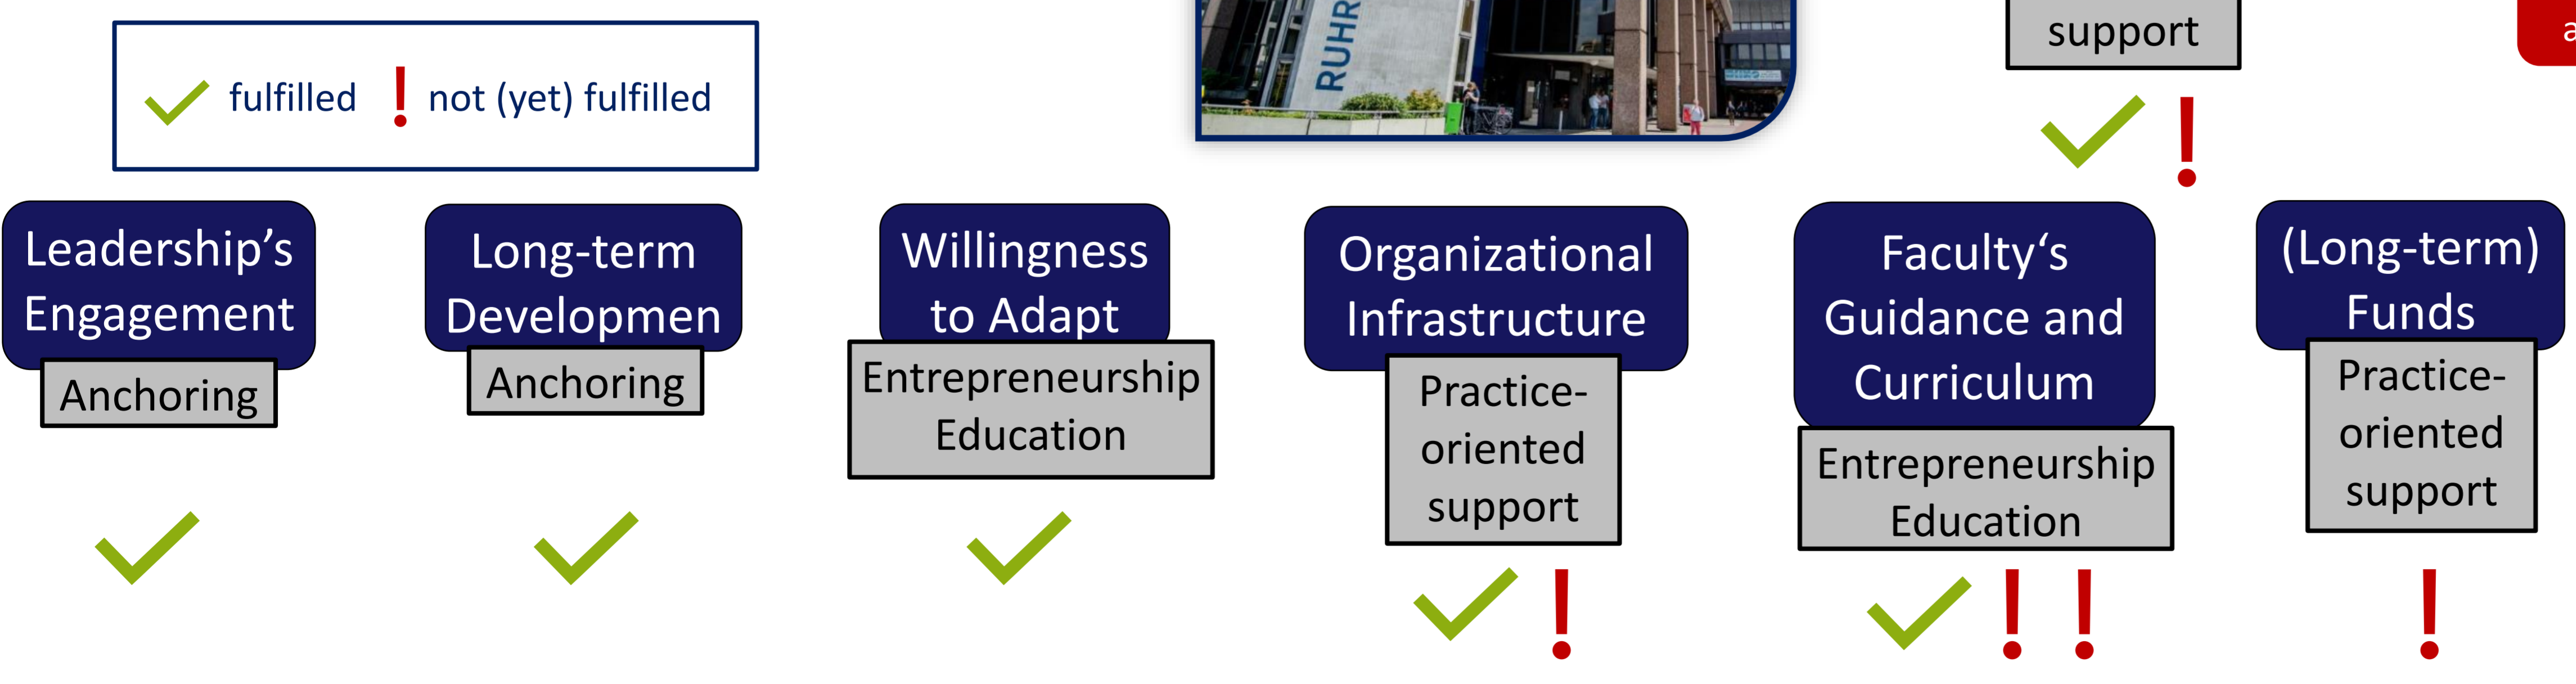 support
a
RUHR
fulfilled
not (yet) fulfilled
Leadership's
Engagement
Anchoring
Long-term
Developmen
Anchoring
Willingness
to Adapt
Entrepreneurship
Education
Organizational
Infrastructure
Practice-
oriented
support
Faculty‘s
Guidance and
Curriculum
Entrepreneurship
Education
(Long-term)
Funds
Practice-
oriented
support